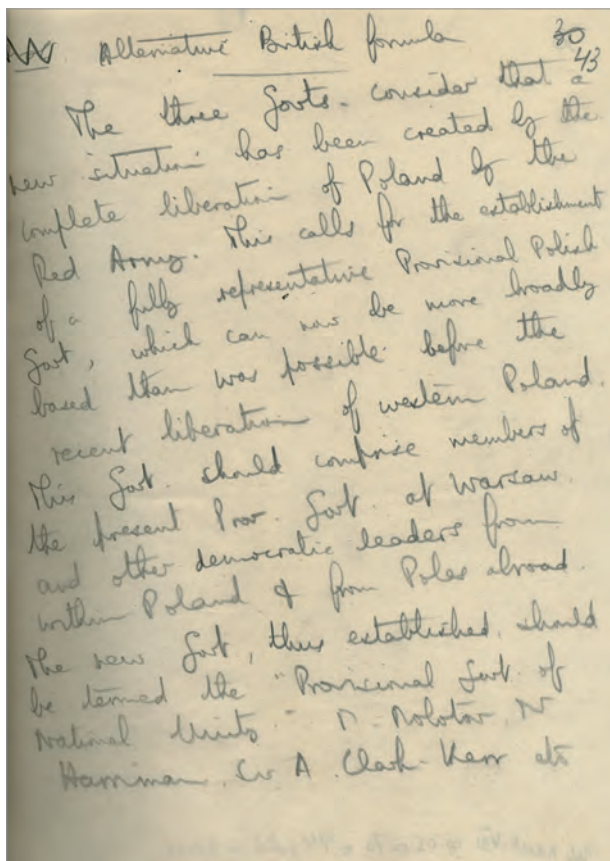 Alternative British formula 30
43
The three Govts. consider that a
new situation has been created by the
complete liberation of Poland by the
Red Army. This calls for the establishment
of a fully representative Provisional Polish
Govt, which can now be more broadly
based than was possible before the
recent liberation of western Poland.
This Govt. should comprise members of
the present Prov. Govt. at Warsaw.
and other democratic leaders from
within Poland & from Poles abroad.
The new Govt, thus established, should
be termed the "Provisional Govt. of
National Unity." M. Molotov, Mr
Harriman, Sir A. Clark-Kerr etc